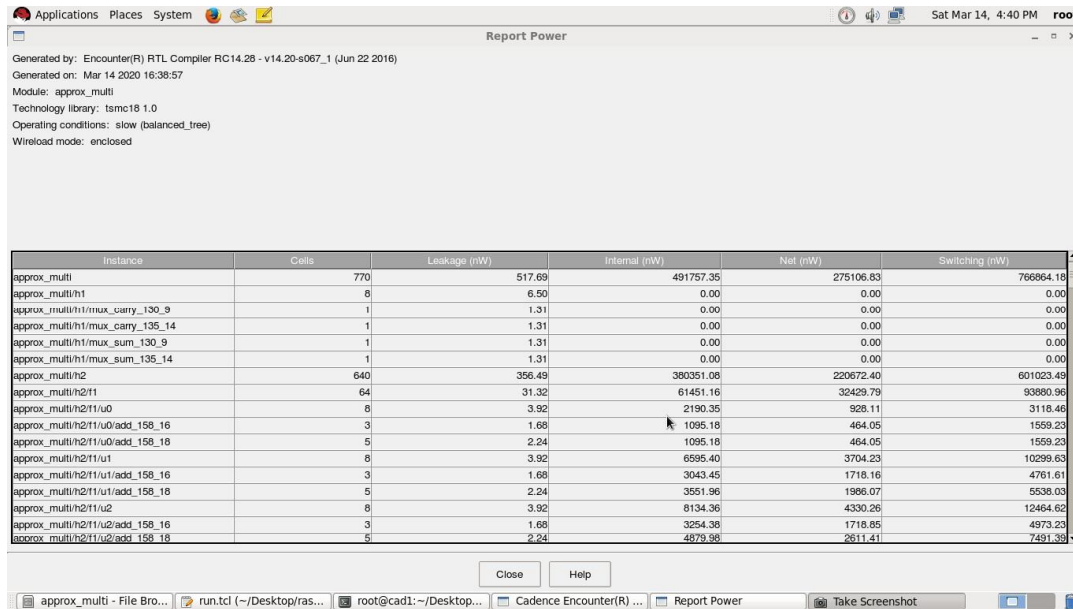 Applications Places System Sat Mar 14, 4:40 PM roo
Report Power
Generated by: Encounter(R) RTL Compiler RC14.28 - v14.20-s067_1 (Jun 22 2016)
Generated on: Mar 14 2020 16:38:57
Module: approx_multi
Technology library: tsmc18 1.0
Operating conditions: slow (balanced_tree)
Wireload mode: enclosed
Instance Cells Leakage (nW) Internal (nW) Net (nW) Switching (nW)
approx_multi 770 517.69 491757.35 275106.83 766864.18
approx_multi/h1 8 6.50 0.00 0.00 0.00
approx_multi/h1/mux_carry_130_9 1 1.31 0.00 0.00 0.00
approx_multi/h1/mux_carry_135_14 1 1.31 0.00 0.00 0.00
approx_multi/h1/mux_sum_130_9 1 1.31 0.00 0.00 0.00
approx_multi/h1/mux_sum_135_14 1 1.31 0.00 0.00 0.00
approx_multi/h2 640 356.49 380351.08 220672.40 601023.49
approx_multi/h2/f1 64 31.32 61451.16 32429.79 93880.96
approx_multi/h2/f1/u0 8 3.92 2190.35 928.11 3118.46
approx_multi/h2/f1/u0/add_158_16 3 1.68 1095.18 464.05 1559.23
approx_multi/h2/f1/u0/add_158_18 5 2.24 1095.18 464.05 1559.23
approx_multi/h2/f1/u1 8 3.92 6595.40 3704.23 10299.63
approx_multi/h2/f1/u1/add_158_16 3 1.68 3043.45 1718.16 4761.61
approx_multi/h2/f1/u1/add_158_18 5 2.24 3551.96 1986.07 5538.03
approx_multi/h2/f1/u2 8 3.92 8134.36 4330.26 12464.62
approx_multi/h2/f1/u2/add_158_16 3 1.68 3254.38 1718.85 4973.23
approx_multi/h2/f1/u2/add_158_18 5 2.24 4879.98 2611.41 7491.39
Close Help
approx_multi - File Bro... run.tcl (~/Desktop/ras... root@cad1:~/Desktop... Cadence Encounter(R) ... Report Power Take Screenshot